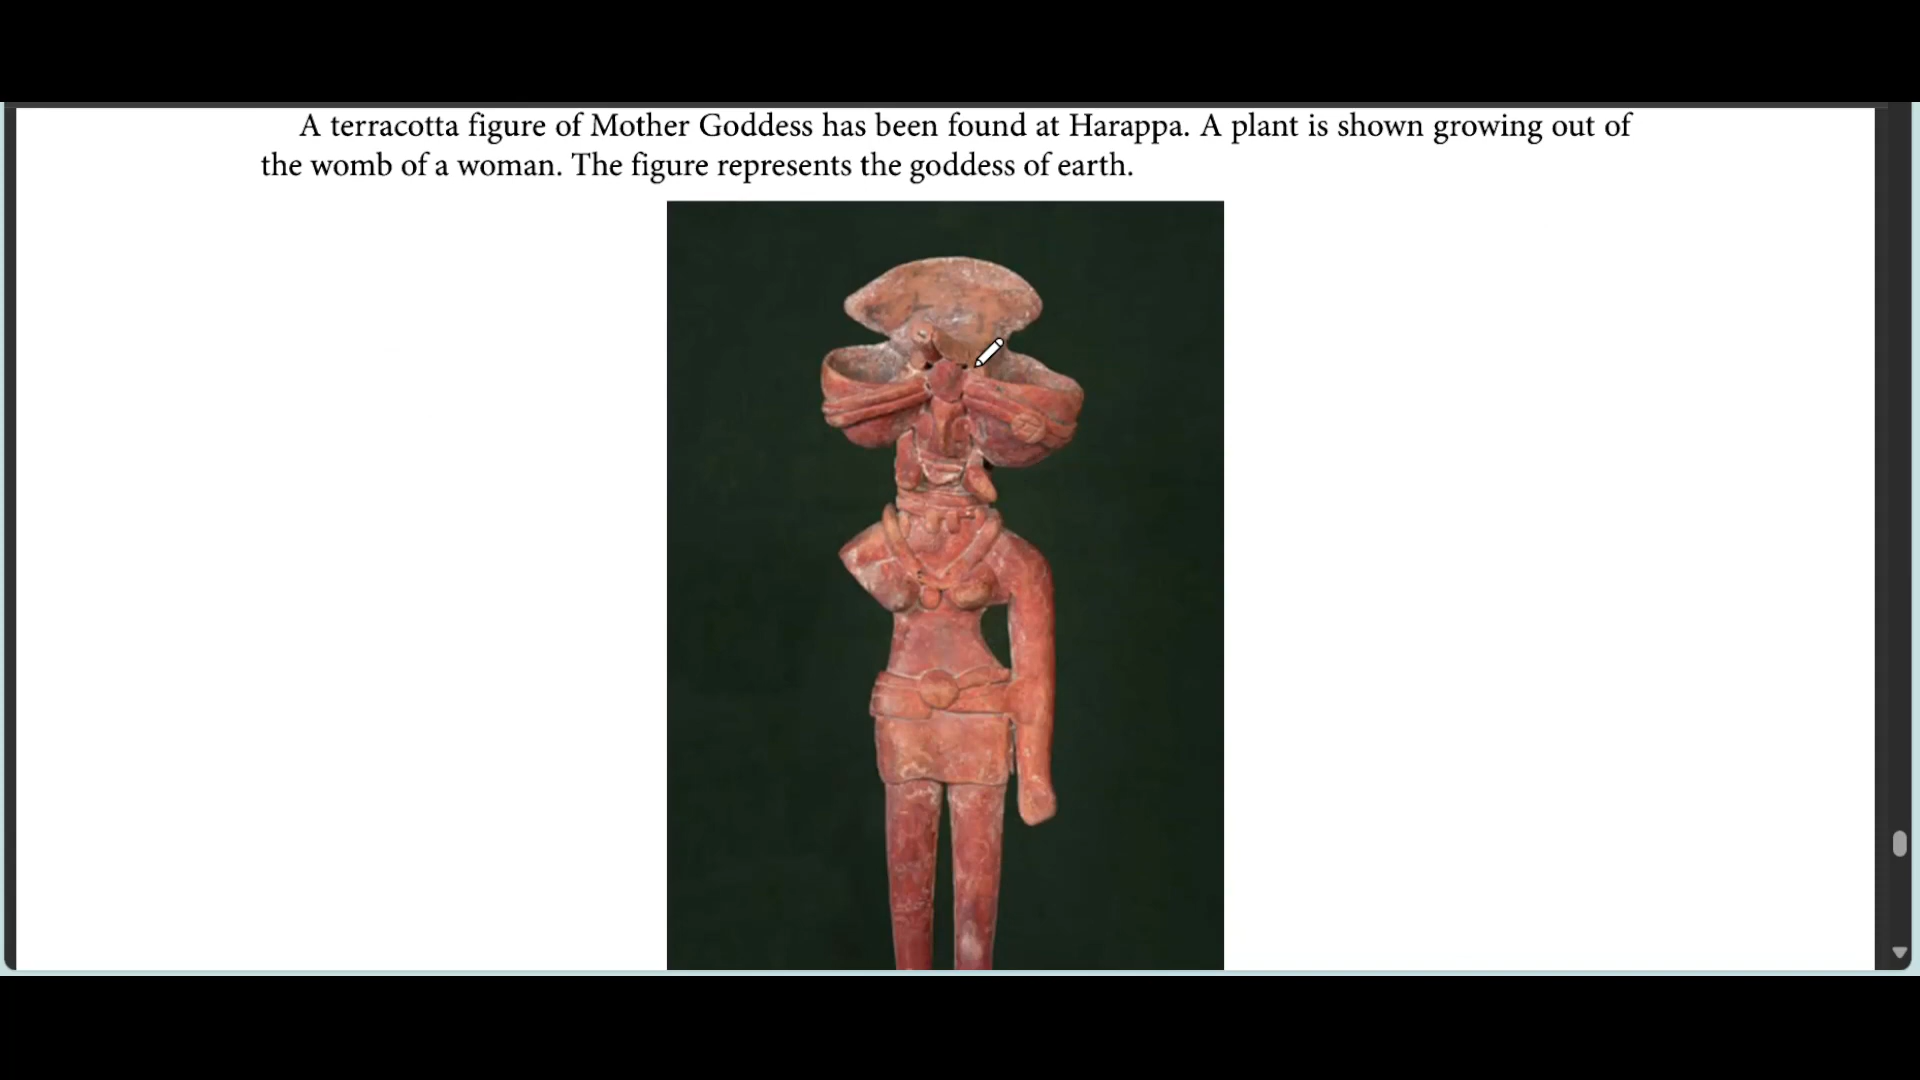 A terracotta figure of Mother Goddess has been found at Harappa. A plant is shown growing out of
the womb of a woman. The figure represents the goddess of earth.